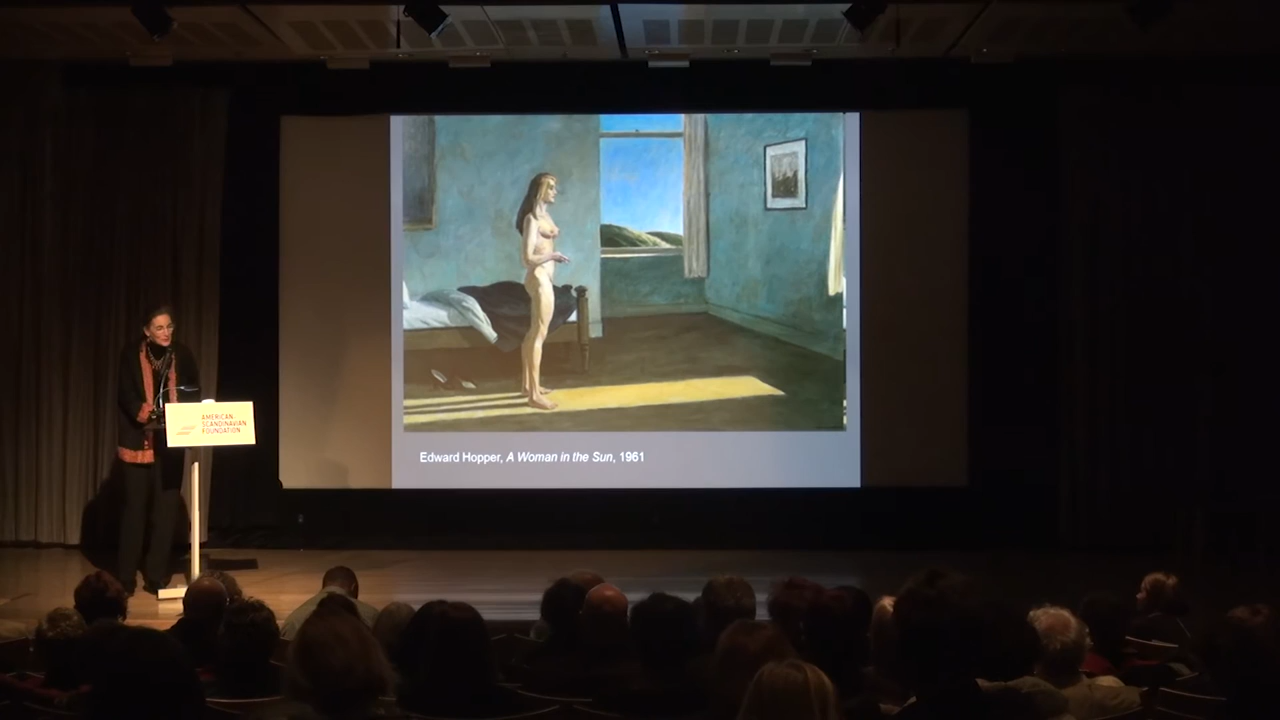 Edward Hopper, A Woman in the Sun, 1961
AMERICAN
SCANDINAVIAN
FOUNDATION